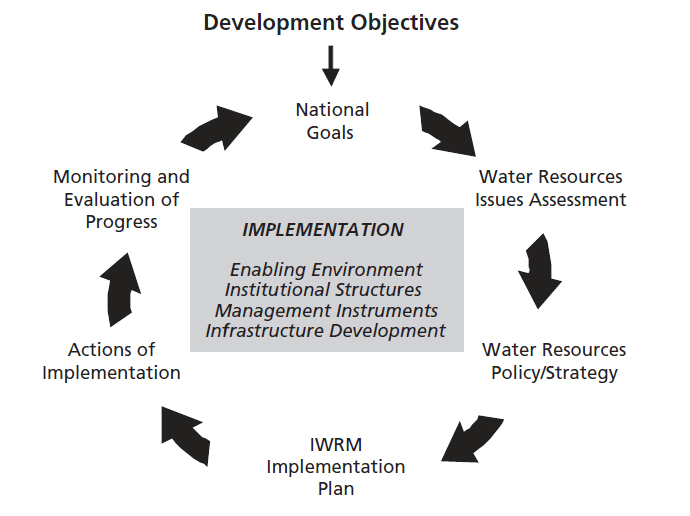 Development Objectives
National
Goals
Water Resources
Issues Assessment
Water Resources
Policy/Strategy
IWRM
Implementation
Plan
Actions of
Implementation
Monitoring and
Evaluation of
Progress
IMPLEMENTATION
Enabling Environment
Institutional Structures
Management Instruments
Infrastructure Development